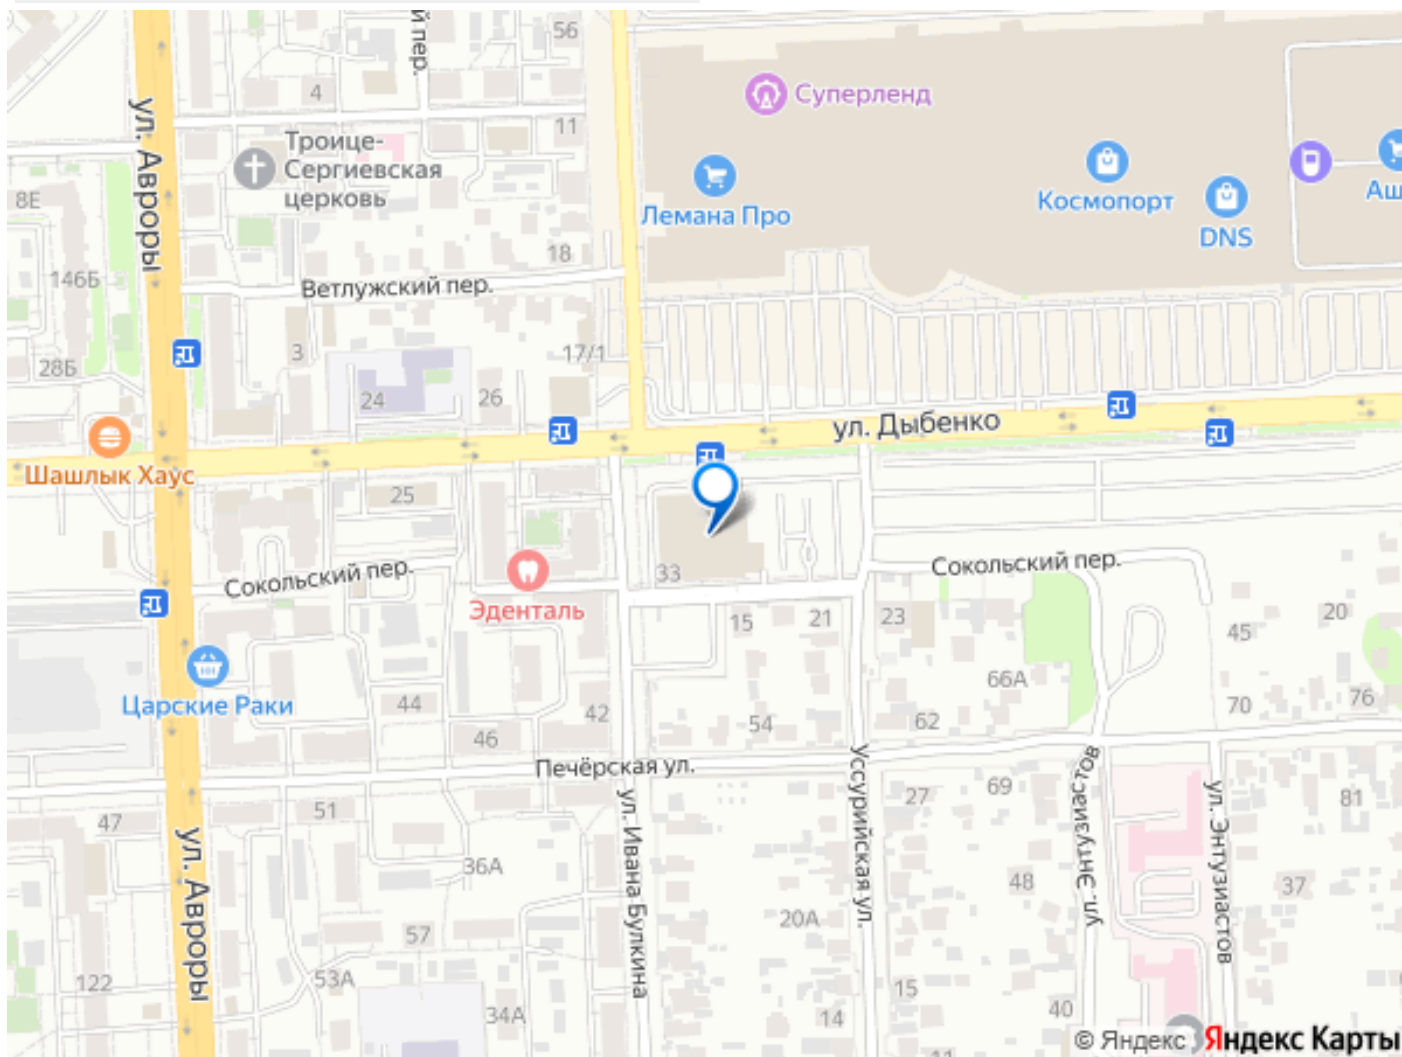 й пер.
56
ул. Авроры
4
11
Суперленд
Троице-
Сергиевская
церковь
8Е
Лемана Про
Космопорт
DNS
Аш
18
146Б
Ветлужский пер.
3
17/1
28Б
24
26
ул. Дыбенко
Шашлык Хаус
25
Сокольский пер.
33
Сокольский пер.
Эденталь
15
21
23
45
20
66А
Царские Раки
44
42
46
54
62
70
76
Печёрская ул.
ул. Авроры
47
51
ул. Ивана Булкина
Уссурийская ул.
27
69
ул. Энтузиастов
ул. Энтузиастов
81
36А
48
37
57
20А
53А
122
34А
14
15
40
11
© Яндекс Яндекс Карты